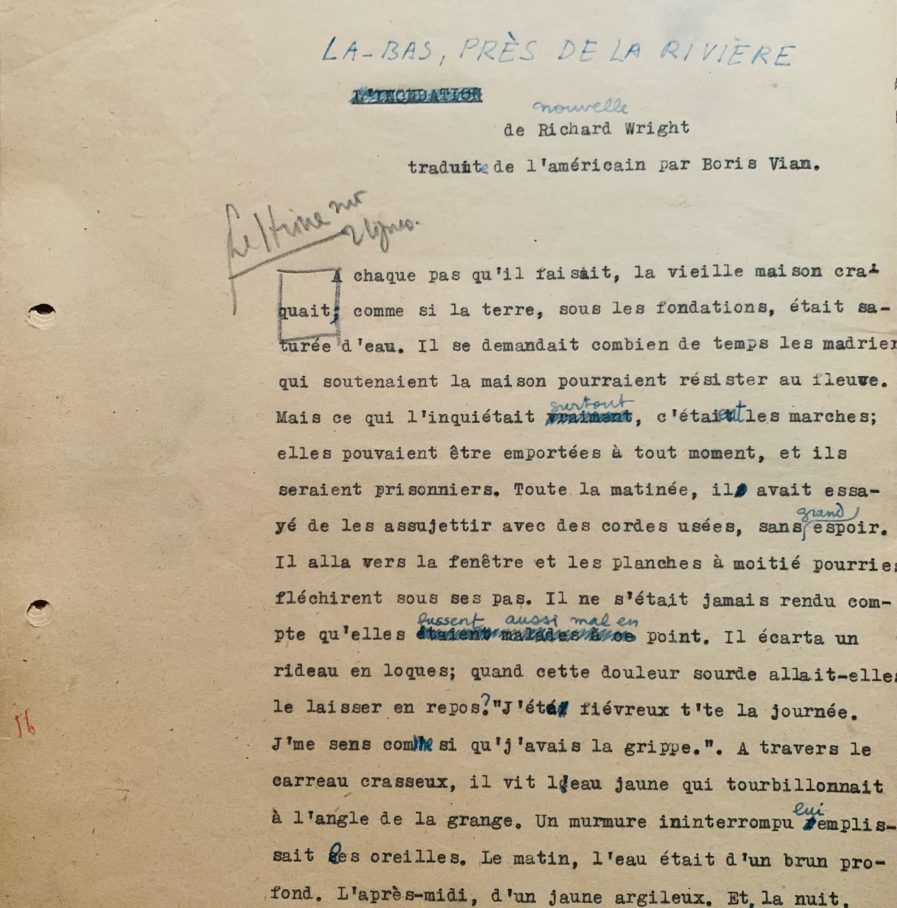 LA-BAS, PRÈS DE LA RIVIÈRE
L'INONDATION
nouvelle
de Richard Wright
traduite de l'américain par Boris Vian.
Lettrine sur
2 lignes.
A chaque pas qu'il faisait, la vieille maison cra-
quait; comme si la terre, sous les fondations, était sa-
turée d'eau. Il se demandait combien de temps les madrier
qui soutenaient la maison pourraient résister au fleuve.
surtout
Mais ce qui l'inquiétait vraiment, c'étaient les marches;
elles pouvaient être emportées à tout moment, et ils
seraient prisonniers. Toute la matinée, il avait essa-
grand
yé de les assujettir avec des cordes usées, sans espoir.
Il alla vers la fenêtre et les planches à moitié pourries
fléchirent sous ses pas. Il ne s'était jamais rendu com-
fussent aussi mal en
pte qu'elles étaient malades à ce point. Il écarta un
rideau en loques; quand cette douleur sourde allait-elles
le laisser en repos? "J'été fiévreux t'te la journée.
J'me sens comme si qu'j'avais la grippe.". A travers le
carreau crasseux, il vit l'eau jaune qui tourbillonnait
lui
à l'angle de la grange. Un murmure ininterrompu emplis-
sait les oreilles. Le matin, l'eau était d'un brun pro-
fond. L'après-midi, d'un jaune argileux. Et, la nuit,
16